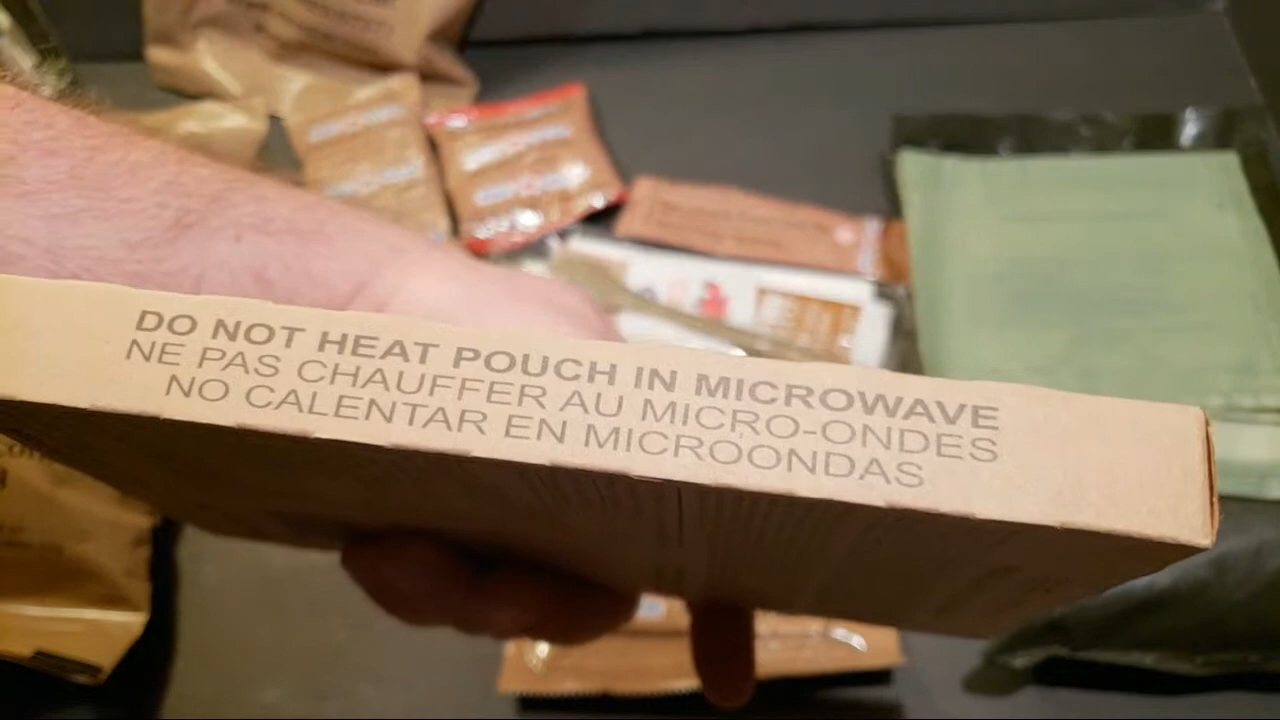 DO NOT HEAT POUCH IN MICROWAVE
NE PAS CHAUFFER AU MICRO-ONDES
NO CALENTAR EN MICROONDAS